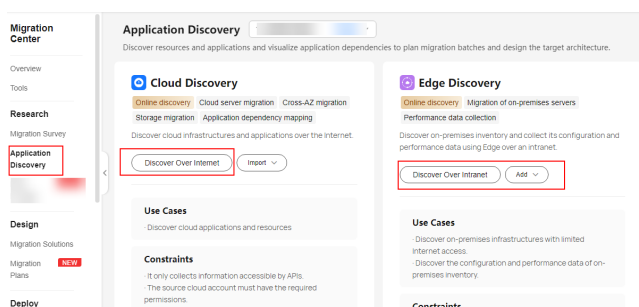 Migration
Center
Overview
Tools
Research
Migration Survey
Application
Discovery
Design
Migration Solutions
Migration
Plans
NEW
Deploy
Application Discovery
Discover resources and applications and visualize application dependencies to plan migration batches and design the target architecture.
Cloud Discovery
Online discovery Cloud server migration Cross-AZ migration
Storage migration Application dependency mapping
Discover cloud infrastructures and applications over the Internet.
Discover Over Internet Import
Use Cases
· Discover cloud applications and resources
Constraints
· It only collects information accessible by APIs.
· The source cloud account must have the required
permissions.
Edge Discovery
Online discovery Migration of on-premises servers
Performance data collection
Discover on-premises inventory and collect its configuration and
performance data using Edge over an intranet.
Discover Over Intranet Add
Use Cases
· Discover on-premises infrastructures with limited
Internet access.
· Discover the configuration and performance data of on-
premises inventory.
Constraints